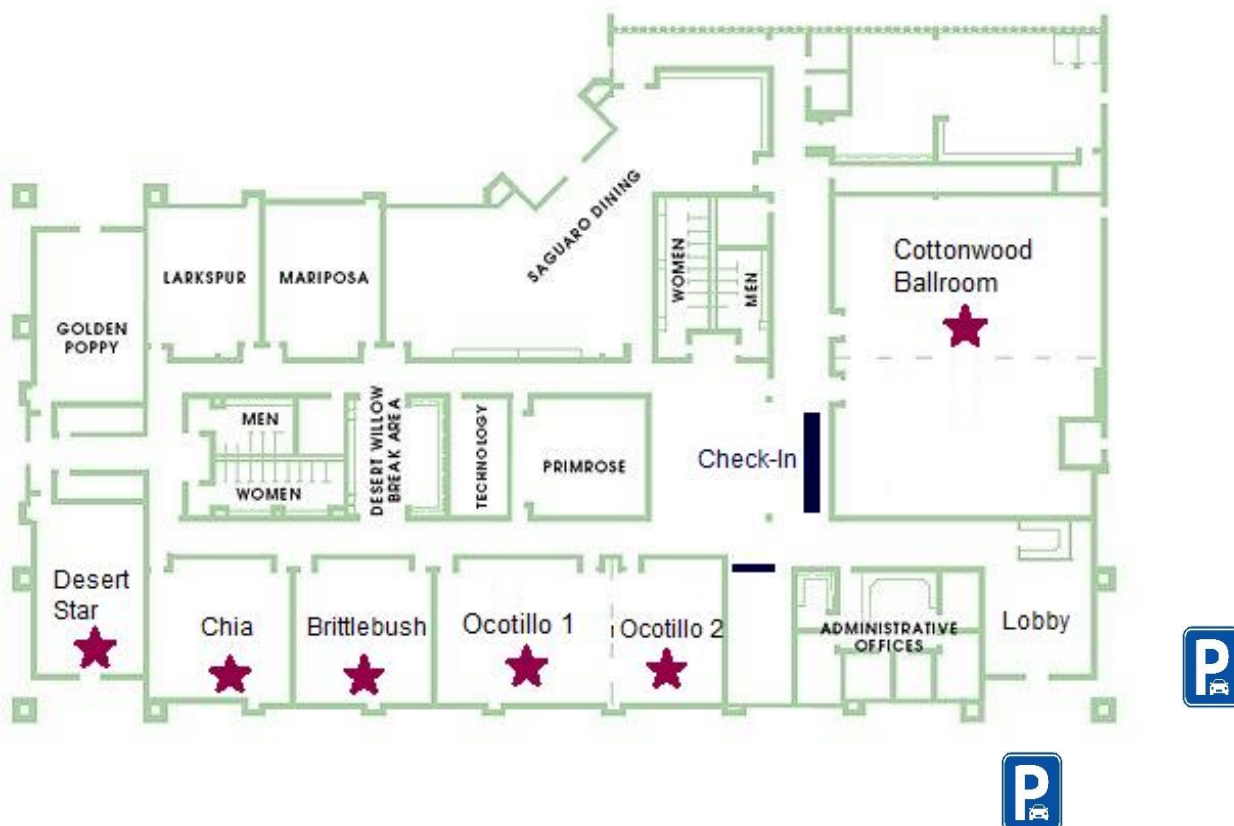 SAGUARO DINING
WOMEN
MEN
Cottonwood
Ballroom
LARKSPUR
MARIPOSA
GOLDEN
POPPY
MEN
WOMEN
DESERT WILLOW
BREAK AREA
TECHNOLOGY
PRIMROSE
Check-In
Desert
Star
Chia
Brittlebush
Ocotillo 1
Ocotillo 2
ADMINISTRATIVE
OFFICES
Lobby
P
P